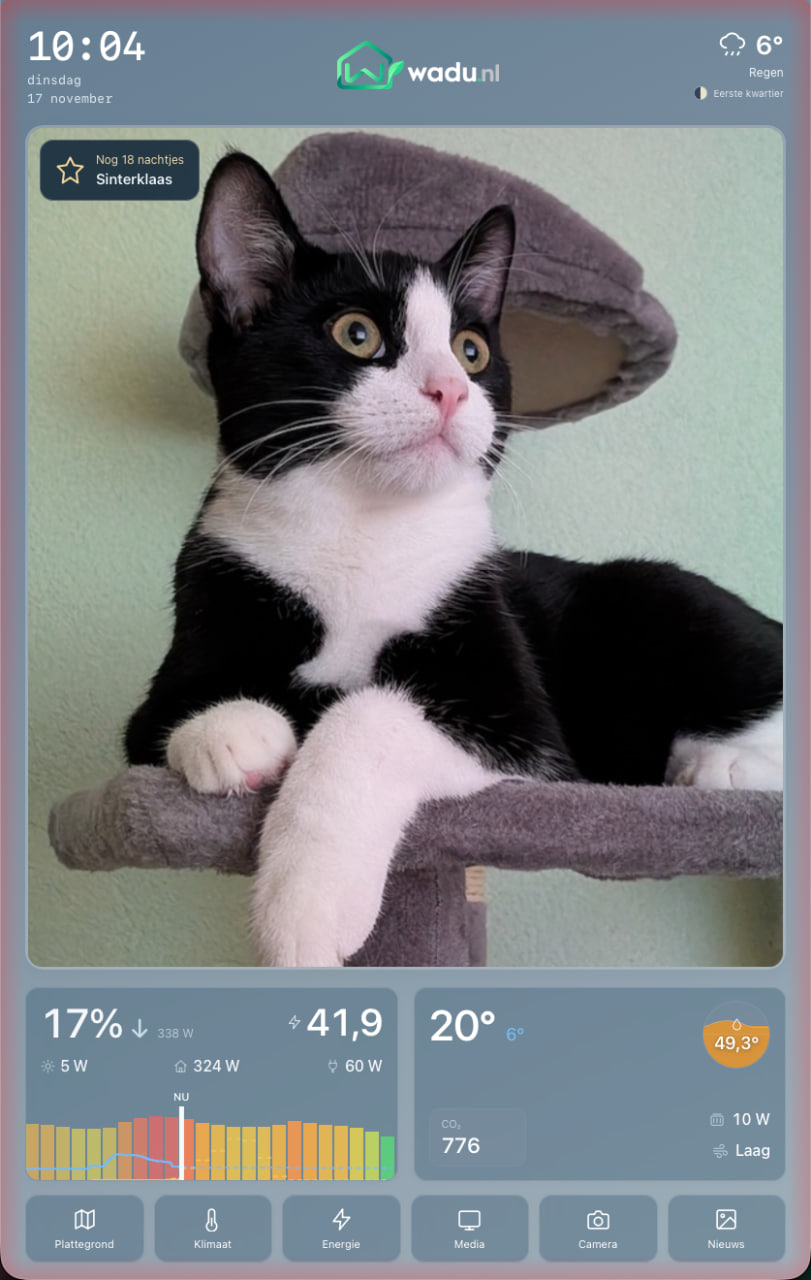 10:04
dinsdag
17 november
wadu.nl
6°
Regen
Eerste kwartier
Nog 18 nachtjes
Sinterklaas
17%
338 W
41,9
5 W
324 W
60 W
NU
20°
6°
49,3°
CO₂
776
10 W
Laag
Plattegrond
Klimaat
Energie
Media
Camera
Nieuws